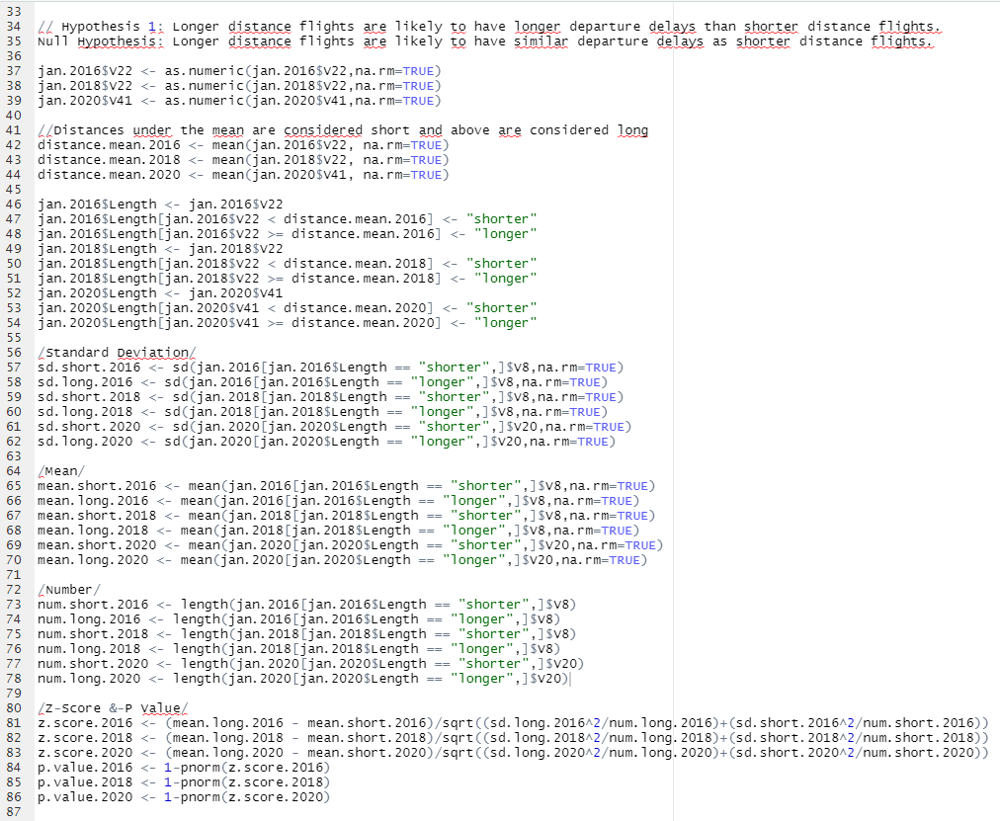 33
34 // Hypothesis 1: Longer distance flights are likely to have longer departure delays than shorter distance flights.
35 Null Hypothesis: Longer distance flights are likely to have similar departure delays as shorter distance flights.
36
37 jan.2016$V22 <- as.numeric(jan.2016$V22,na.rm=TRUE)
38 jan.2018$V22 <- as.numeric(jan.2018$V22,na.rm=TRUE)
39 jan.2020$V41 <- as.numeric(jan.2020$V41,na.rm=TRUE)
40
41 //Distances under the mean are considered short and above are considered long
42 distance.mean.2016 <- mean(jan.2016$V22, na.rm=TRUE)
43 distance.mean.2018 <- mean(jan.2018$V22, na.rm=TRUE)
44 distance.mean.2020 <- mean(jan.2020$V41, na.rm=TRUE)
45
46 jan.2016$Length <- jan.2016$V22
47 jan.2016$Length[jan.2016$V22 < distance.mean.2016] <- "shorter"
48 jan.2016$Length[jan.2016$V22 >= distance.mean.2016] <- "longer"
49 jan.2018$Length <- jan.2018$V22
50 jan.2018$Length[jan.2018$V22 < distance.mean.2018] <- "shorter"
51 jan.2018$Length[jan.2018$V22 >= distance.mean.2018] <- "longer"
52 jan.2020$Length <- jan.2020$V41
53 jan.2020$Length[jan.2020$V41 < distance.mean.2020] <- "shorter"
54 jan.2020$Length[jan.2020$V41 >= distance.mean.2020] <- "longer"
55
56 /Standard Deviation/
57 sd.short.2016 <- sd(jan.2016[jan.2016$Length == "shorter",]$V8,na.rm=TRUE)
58 sd.long.2016 <- sd(jan.2016[jan.2016$Length == "longer",]$V8,na.rm=TRUE)
59 sd.short.2018 <- sd(jan.2018[jan.2018$Length == "shorter",]$V8,na.rm=TRUE)
60 sd.long.2018 <- sd(jan.2018[jan.2018$Length == "longer",]$V8,na.rm=TRUE)
61 sd.short.2020 <- sd(jan.2020[jan.2020$Length == "shorter",]$V20,na.rm=TRUE)
62 sd.long.2020 <- sd(jan.2020[jan.2020$Length == "longer",]$V20,na.rm=TRUE)
63
64 /Mean/
65 mean.short.2016 <- mean(jan.2016[jan.2016$Length == "shorter",]$V8,na.rm=TRUE)
66 mean.long.2016 <- mean(jan.2016[jan.2016$Length == "longer",]$V8,na.rm=TRUE)
67 mean.short.2018 <- mean(jan.2018[jan.2018$Length == "shorter",]$V8,na.rm=TRUE)
68 mean.long.2018 <- mean(jan.2018[jan.2018$Length == "longer",]$V8,na.rm=TRUE)
69 mean.short.2020 <- mean(jan.2020[jan.2020$Length == "shorter",]$V20,na.rm=TRUE)
70 mean.long.2020 <- mean(jan.2020[jan.2020$Length == "longer",]$V20,na.rm=TRUE)
71
72 /Number/
73 num.short.2016 <- length(jan.2016[jan.2016$Length == "shorter",]$V8)
74 num.long.2016 <- length(jan.2016[jan.2016$Length == "longer",]$V8)
75 num.short.2018 <- length(jan.2018[jan.2018$Length == "shorter",]$V8)
76 num.long.2018 <- length(jan.2018[jan.2018$Length == "longer",]$V8)
77 num.short.2020 <- length(jan.2020[jan.2020$Length == "shorter",]$V20)
78 num.long.2020 <- length(jan.2020[jan.2020$Length == "longer",]$V20)
79
80 /Z-Score &-P Value/
81 z.score.2016 <- (mean.long.2016 - mean.short.2016)/sqrt((sd.long.2016^2/num.long.2016)+(sd.short.2016^2/num.short.2016))
82 z.score.2018 <- (mean.long.2018 - mean.short.2018)/sqrt((sd.long.2018^2/num.long.2018)+(sd.short.2018^2/num.short.2018))
83 z.score.2020 <- (mean.long.2020 - mean.short.2020)/sqrt((sd.long.2020^2/num.long.2020)+(sd.short.2020^2/num.short.2020))
84 p.value.2016 <- 1-pnorm(z.score.2016)
85 p.value.2018 <- 1-pnorm(z.score.2018)
86 p.value.2020 <- 1-pnorm(z.score.2020)
87